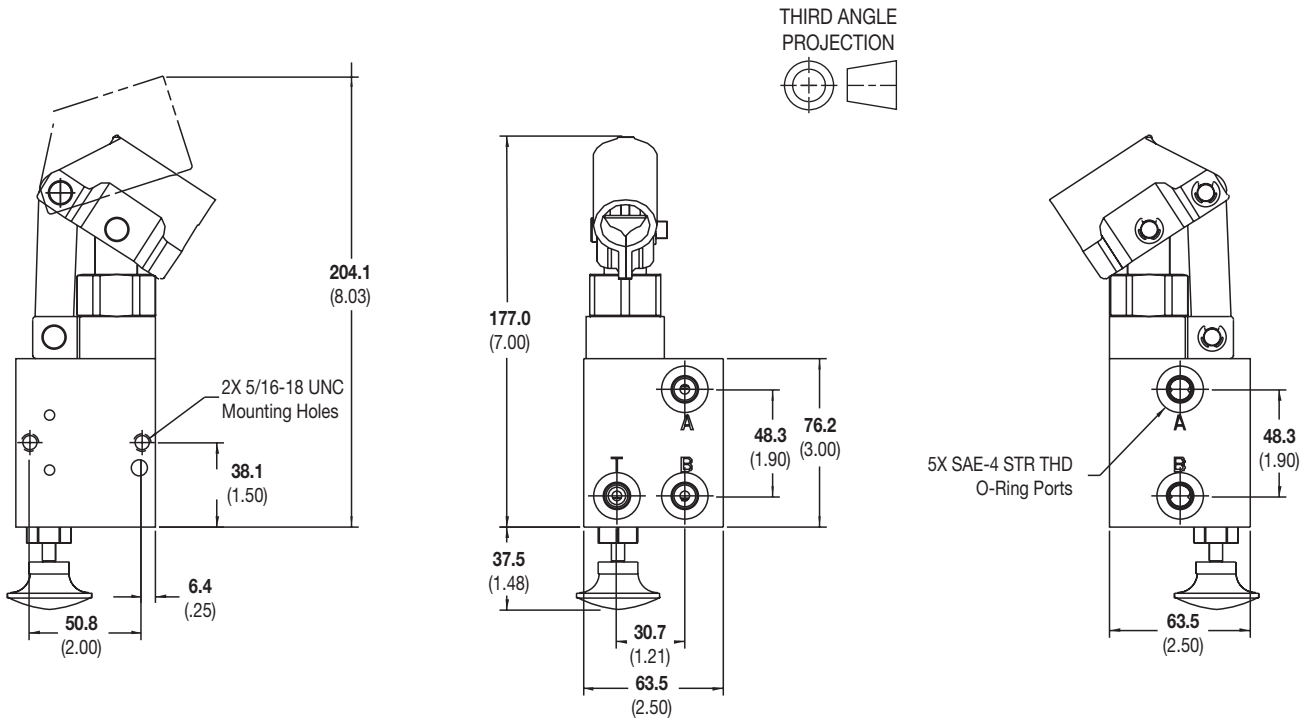 THIRD ANGLE
PROJECTION
204.1
(8.03)
2X 5/16-18 UNC
Mounting Holes
38.1
(1.50)
6.4
(.25)
50.8
(2.00)
177.0
(7.00)
A
T
B
48.3
(1.90)
76.2
(3.00)
37.5
(1.48)
30.7
(1.21)
63.5
(2.50)
5X SAE-4 STR THD
O-Ring Ports
A
B
48.3
(1.90)
63.5
(2.50)